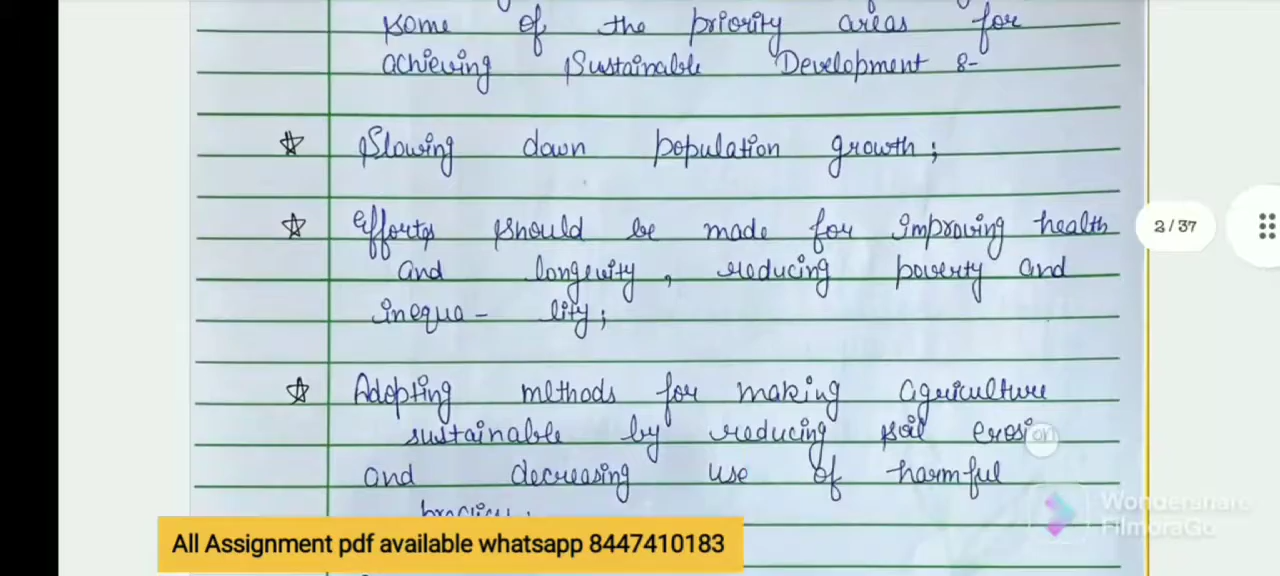 some of the priority areas for
achieving Sustainable Development 8-
☆ Slowing down population growth;
☆ Efforts should be made for improving health
and longuity, reducing poverty and
inequa- lity;
☆ Adopting methods for making agriculture
sustainable by reducing soil erosion
and decreasing use of harmful
2/37
Wondershare
FilmoraGo
All Assignment pdf available whatsapp 8447410183